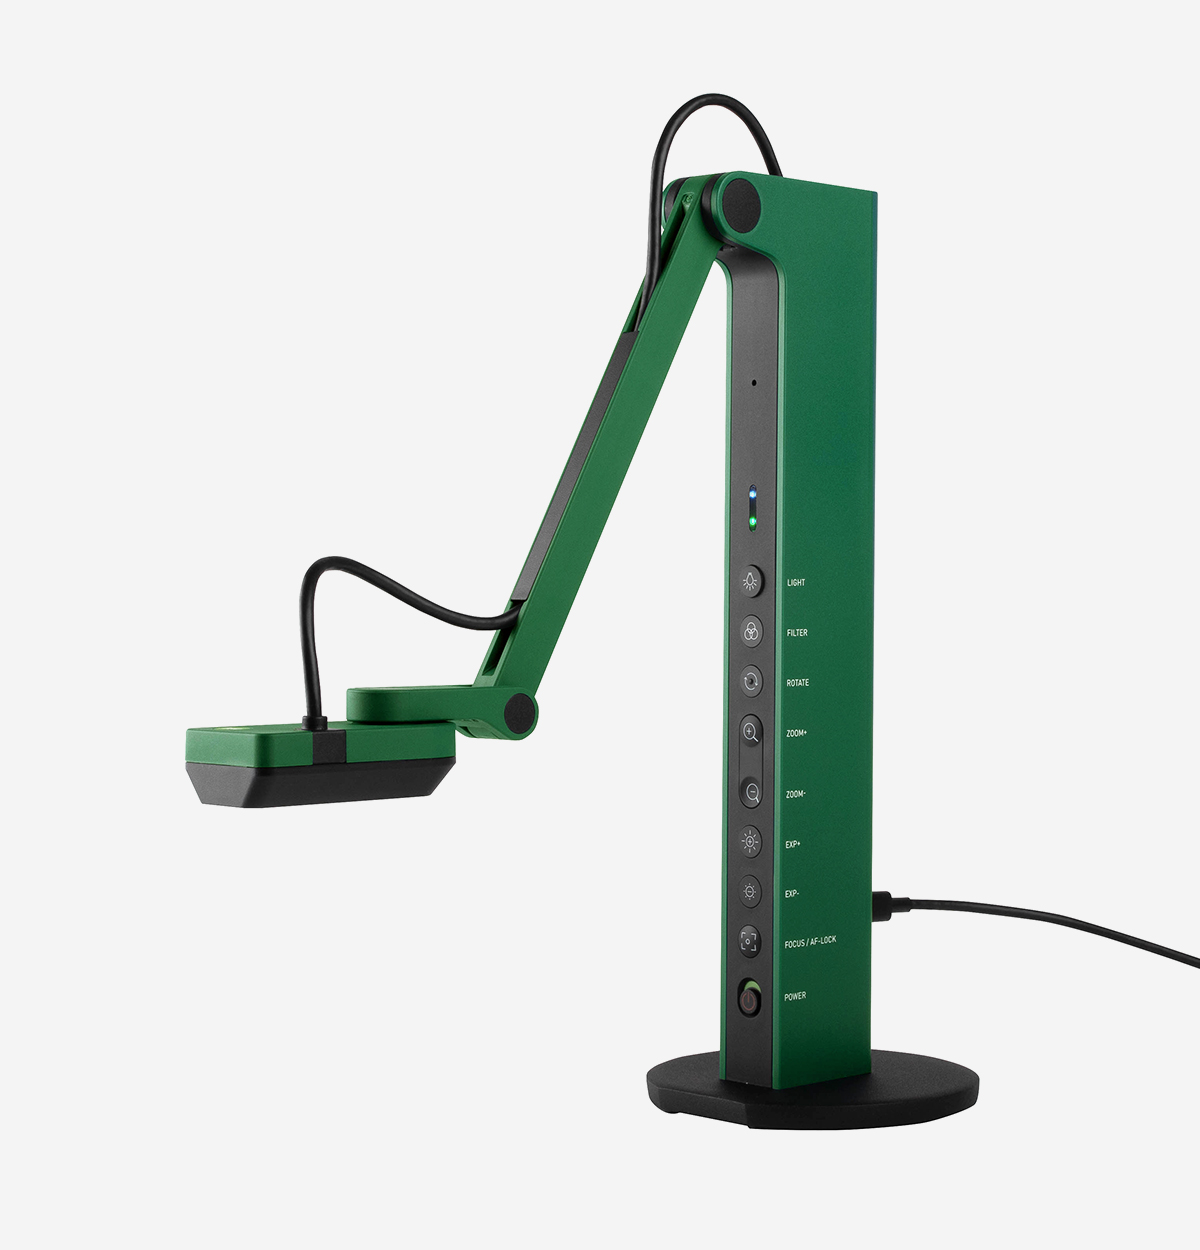 LIGHT
FILTER
ROTATE
ZOOM+
ZOOM-
EXP+
EXP-
FOCUS / AF-LOCK
POWER